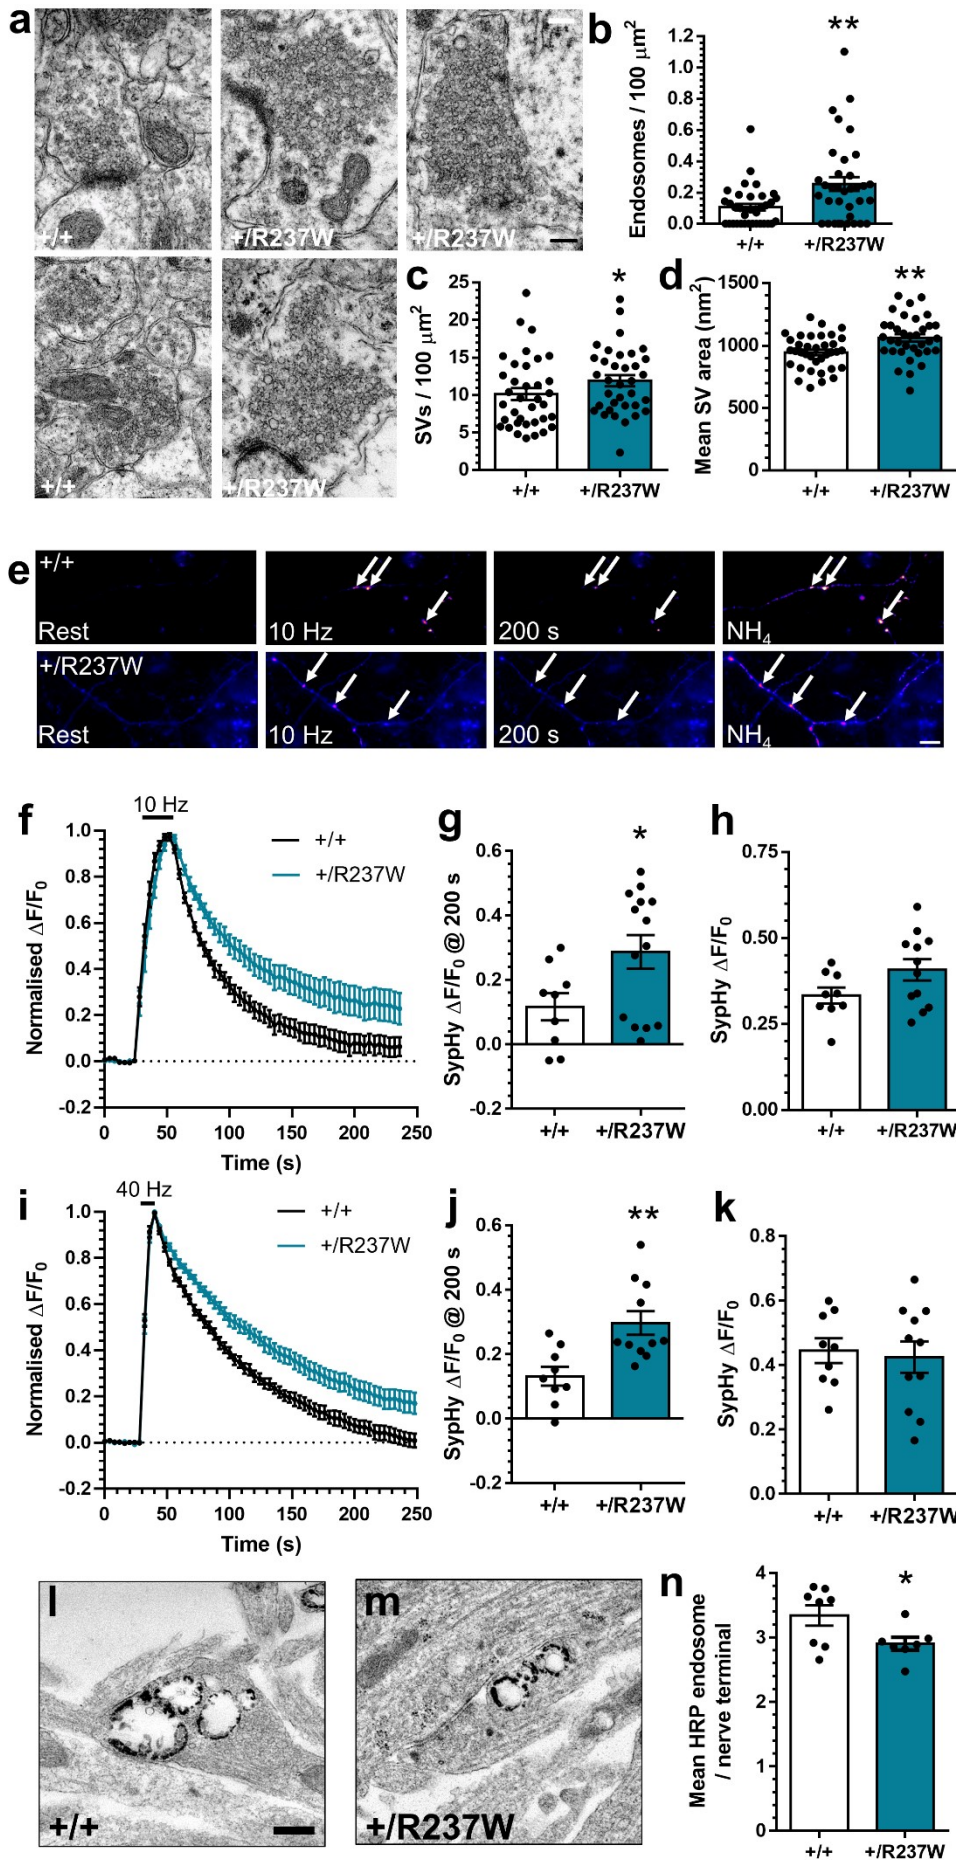 a
+/+
+/R237W
+/R237W
+/+
+/R237W
b
Endosomes / 100 μm²
1.2
1.0
0.8
0.6
0.4
0.2
0.0
**
+/+
+/R237W
c
SVs / 100 μm²
25
20
15
10
5
0
*
+/+
+/R237W
d
Mean SV area (nm²)
1500
1000
500
0
**
+/+
+/R237W
e
+/+
Rest
10 Hz
200 s
NH₄
+/R237W
Rest
10 Hz
200 s
NH₄
f
10 Hz
+/+
+/R237W
Normalised ΔF/F₀
1.0
0.8
0.6
0.4
0.2
0.0
-0.2
0
50
100
150
200
250
Time (s)
g
SypHy ΔF/F₀ @ 200 s
0.6
0.4
0.2
0.0
-0.2
*
+/+
+/R237W
h
SypHy ΔF/F₀
0.75
0.50
0.25
0.00
+/+
+/R237W
i
40 Hz
+/+
+/R237W
Normalised ΔF/F₀
1.0
0.8
0.6
0.4
0.2
0.0
-0.2
0
50
100
150
200
250
Time (s)
j
SypHy ΔF/F₀ @ 200 s
0.6
0.4
0.2
0.0
-0.2
**
+/+
+/R237W
k
SypHy ΔF/F₀
0.8
0.6
0.4
0.2
0.0
+/+
+/R237W
l
+/+
m
+/R237W
n
Mean HRP endosome
/ nerve terminal
4
3
2
1
0
*
+/+
+/R237W